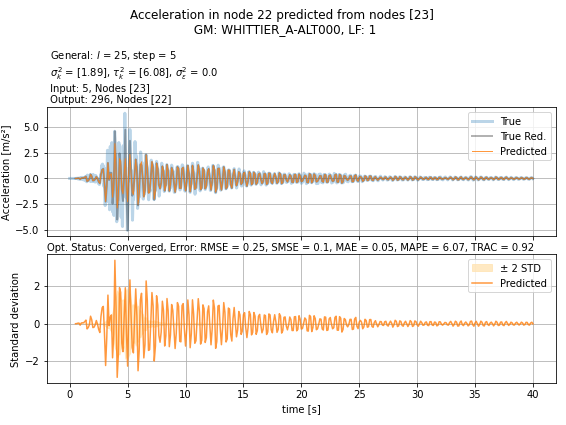 Acceleration in node 22 predicted from nodes [23]
GM: WHITTIER_A-ALT000, LF: 1
General: l = 25, step = 5
σ²ₖ = [1.89], τ²ₖ = [6.08], σ²ε = 0.0
Input: 5, Nodes [23]
Output: 296, Nodes [22]
Acceleration [m/s²]
5.0
2.5
0.0
−2.5
−5.0
True
True Red.
Predicted
Opt. Status: Converged, Error: RMSE = 0.25, SMSE = 0.1, MAE = 0.05, MAPE = 6.07, TRAC = 0.92
Standard deviation
2
0
−2
± 2 STD
Predicted
0 5 10 15 20 25 30 35 40
time [s]